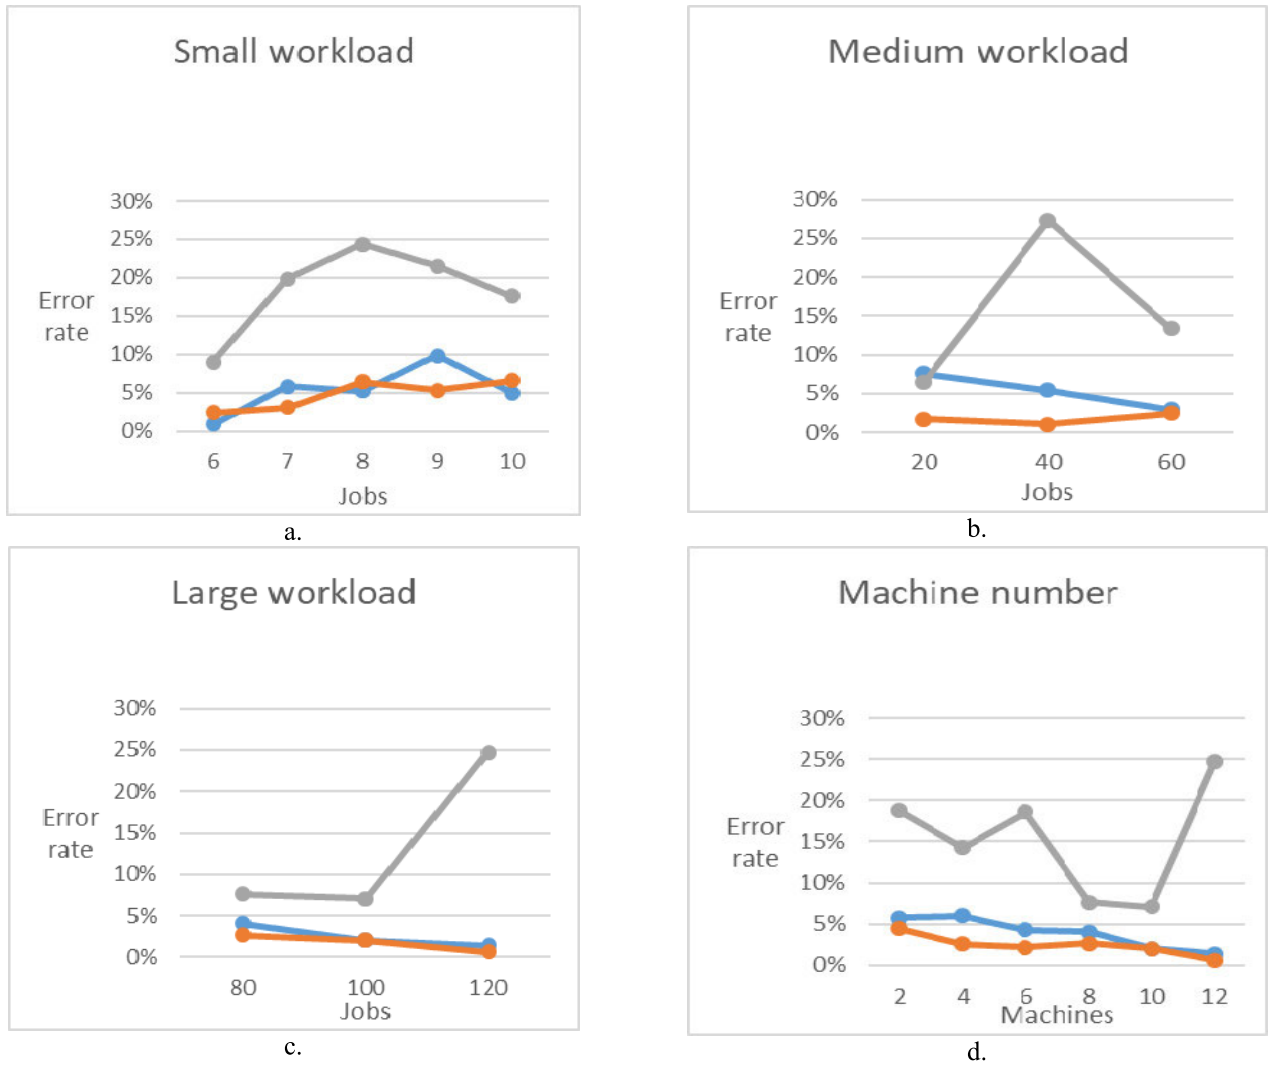 Small workload
30%
25%
20%
15%
10%
5%
0%
Error
rate
6 7 8 9 10
Jobs
a.
Medium workload
30%
25%
20%
15%
10%
5%
0%
Error
rate
20 40 60
Jobs
b.
Large workload
30%
25%
20%
15%
10%
5%
0%
Error
rate
80 100 120
Jobs
c.
Machine number
30%
25%
20%
15%
10%
5%
0%
Error
rate
2 4 6 8 10 12
Machines
d.